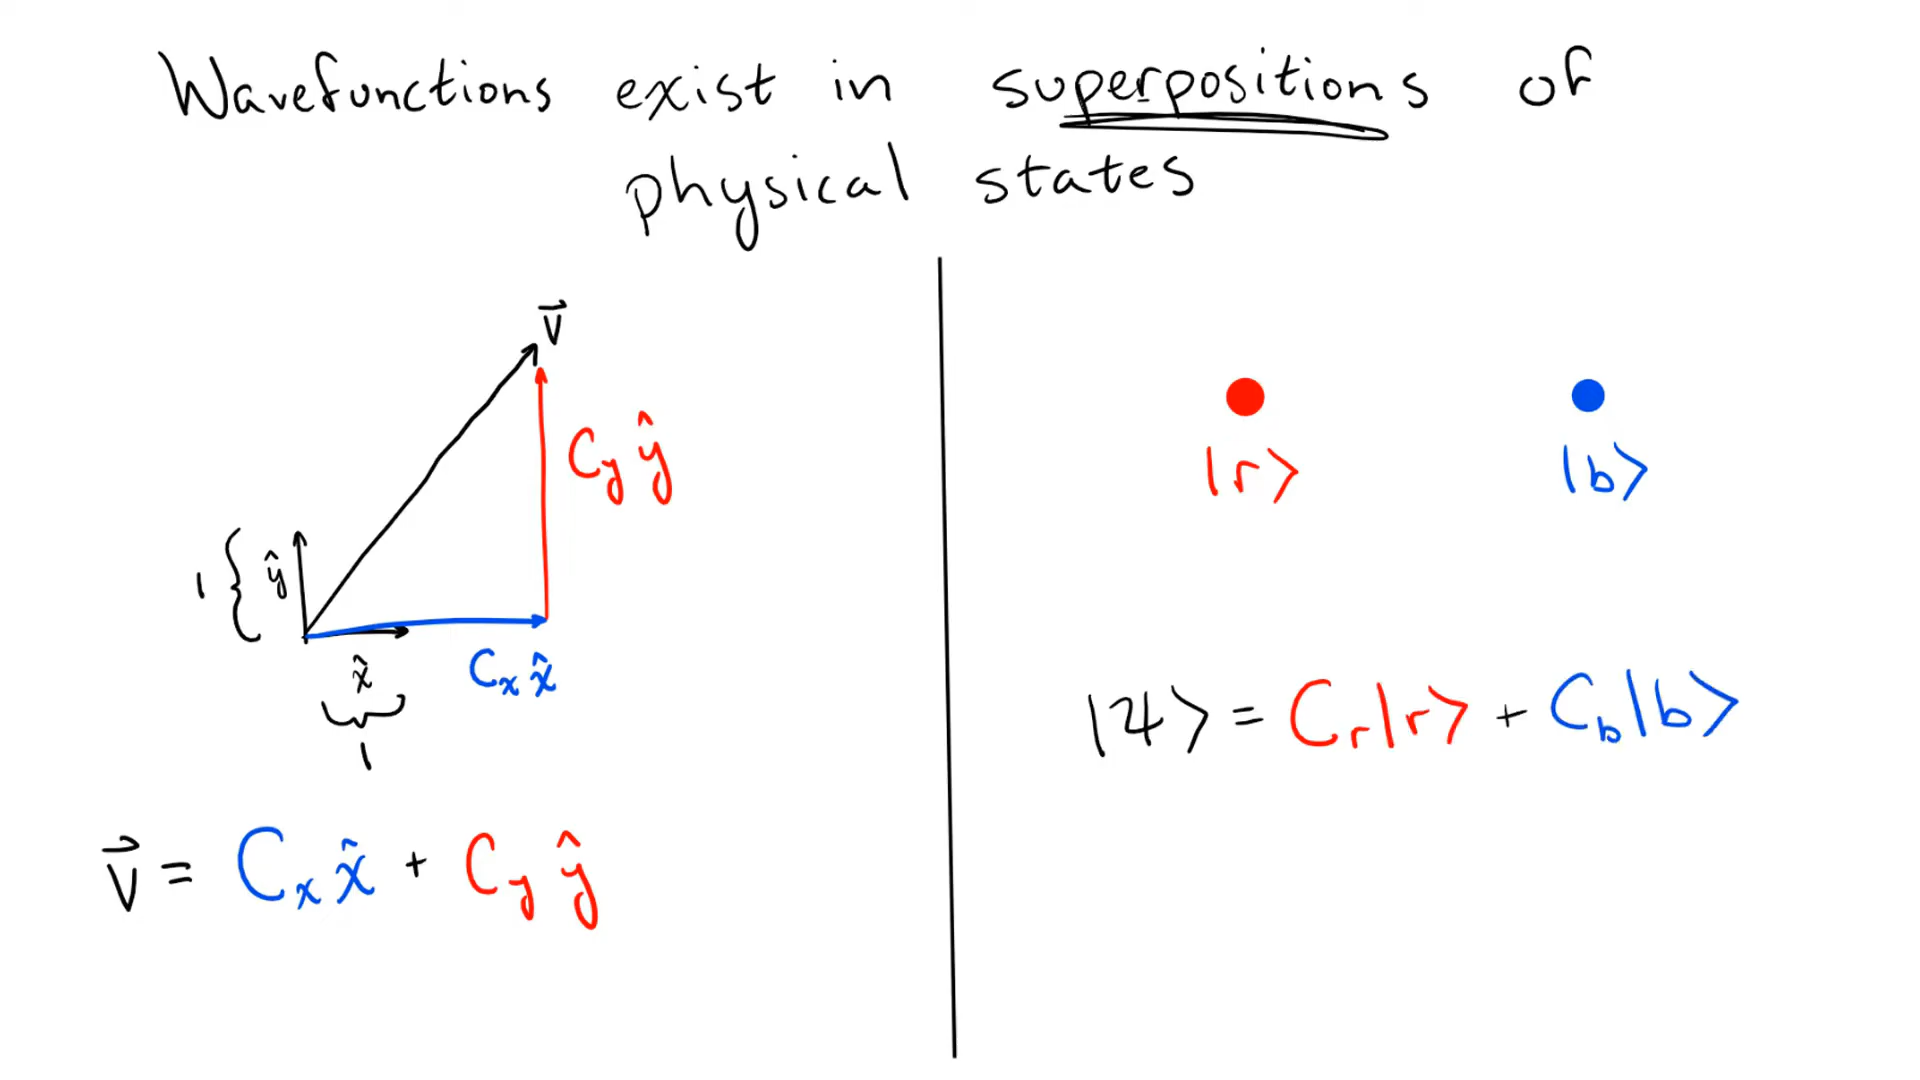 Wavefunctions exist in superpositions of
physical states
v⃗
C_y ŷ
1 { ŷ
x̂
C_x x̂
1
v⃗ = C_x x̂ + C_y ŷ
|r⟩ |b⟩
|ψ⟩ = C_r|r⟩ + C_b|b⟩